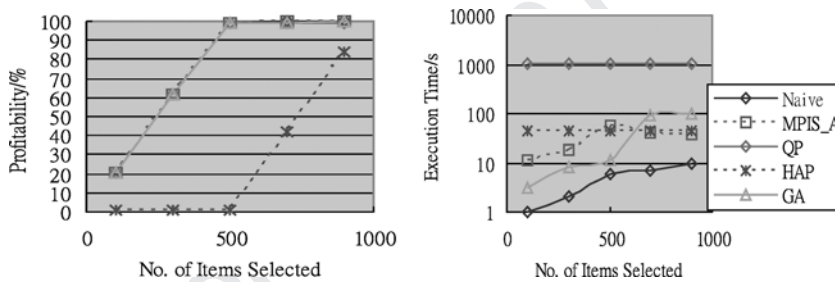 Profitability/%
100
90
80
70
60
50
40
30
20
10
0
0
500
1000
No. of Items Selected
Execution Time/s
10000
1000
100
10
1
0
500
1000
No. of Items Selected
Naive
MPIS_A
QP
HAP
GA